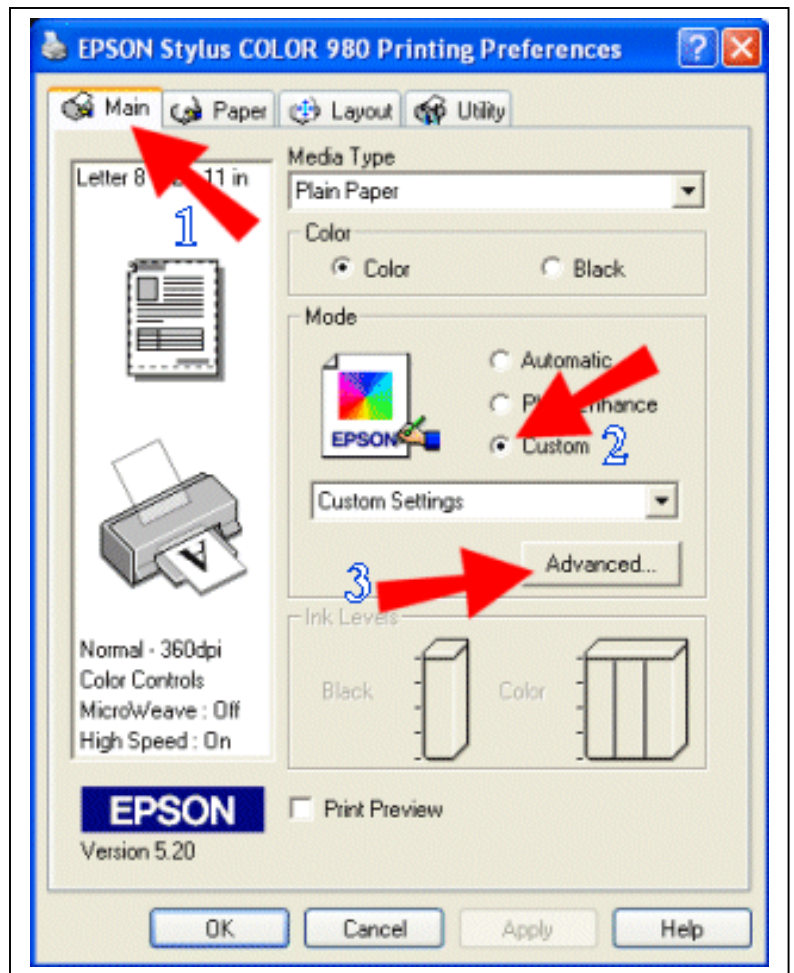 EPSON Stylus COLOR 980 Printing Preferences
Main Paper Layout Utility
Letter 8 11 in
1
Normal - 360dpi
Color Controls
MicroWeave : Off
High Speed : On
EPSON
Version 5.20
Media Type
Plain Paper
Color
Color Black
Mode
EPSON
Automatic
Custom 2
Custom Settings
3 Advanced...
Ink Levels
Black Color
Print Preview
OK Cancel Apply Help